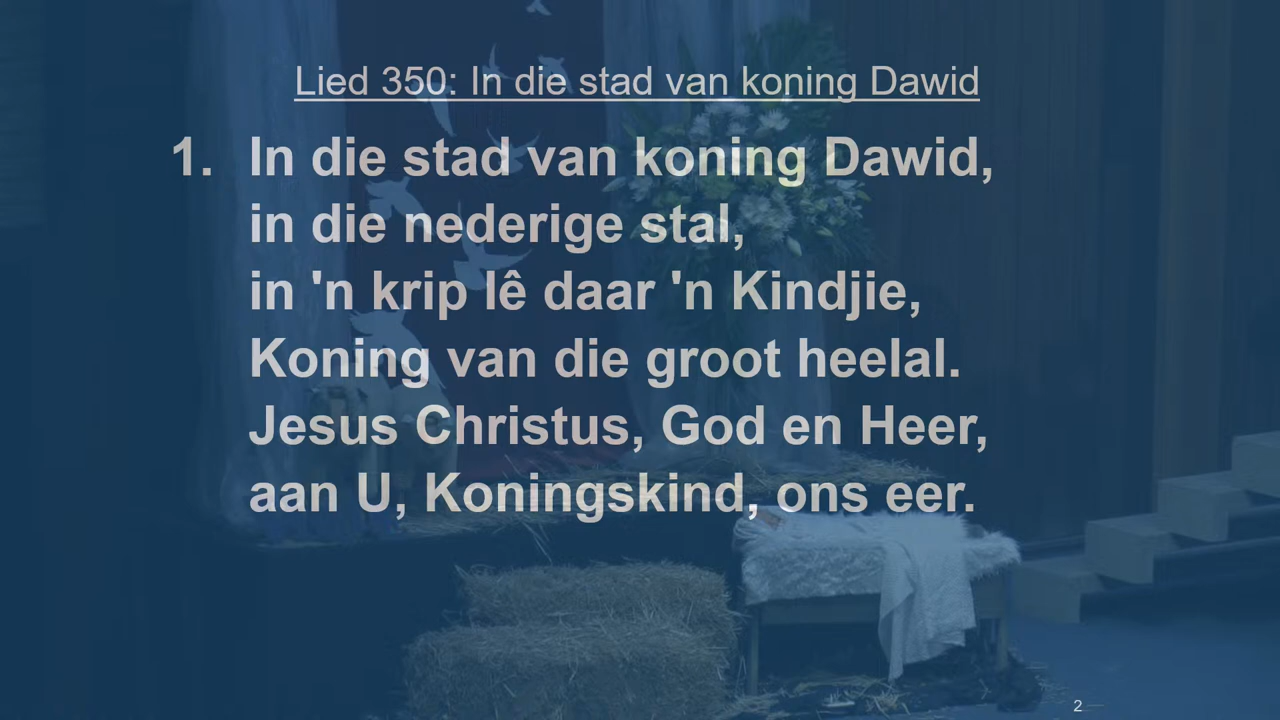 Lied 350: In die stad van koning Dawid
1. In die stad van koning Dawid,
in die nederige stal,
in 'n krip lê daar 'n Kindjie,
Koning van die groot heelal.
Jesus Christus, God en Heer,
aan U, Koningskind, ons eer.
2